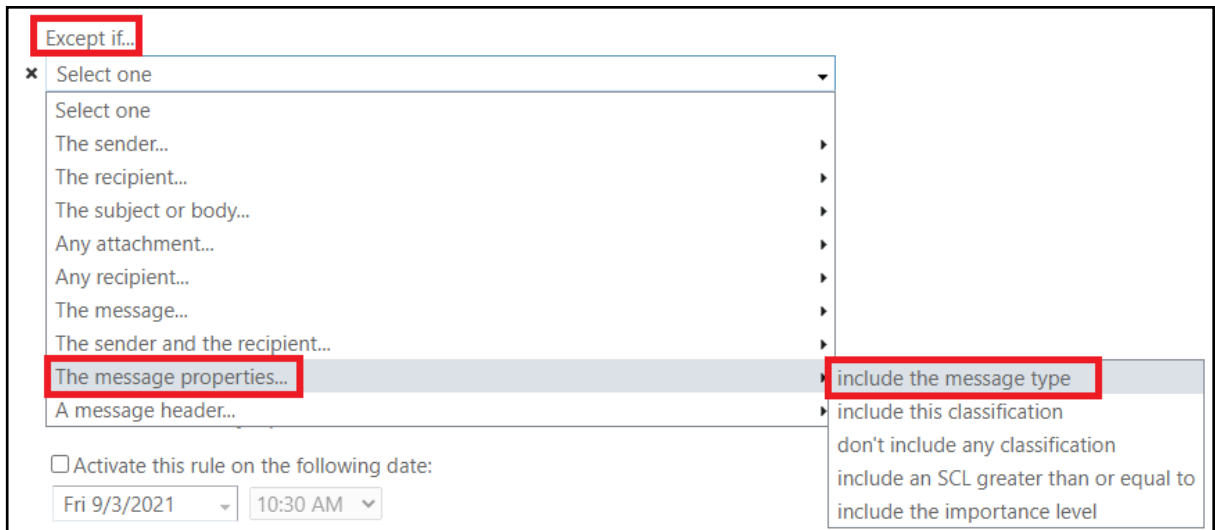 Except if...
× Select one
Select one
The sender...
The recipient...
The subject or body...
Any attachment...
Any recipient...
The message...
The sender and the recipient...
The message properties...
include the message type
A message header...
include this classification
don't include any classification
Activate this rule on the following date:
include an SCL greater than or equal to
Fri 9/3/2021
10:30 AM
include the importance level